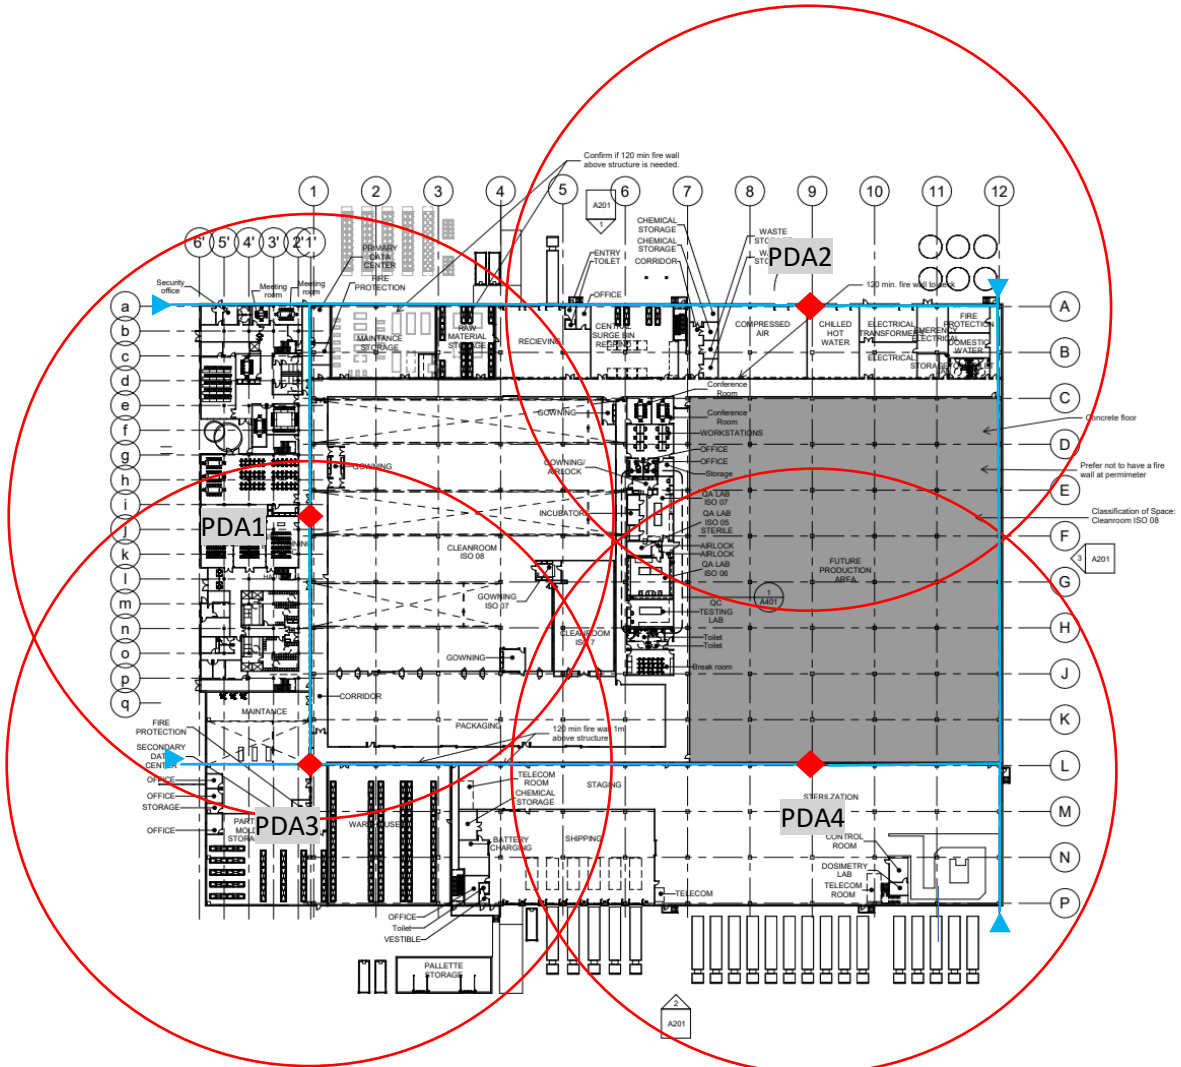 Confirm if 120 min fire wall
above structure is needed.
1
2
3
4
5
6
7
8
9
10
11
12
A201
1
6'
5'
4'
3'
2'
1'
PRIMARY
DATA
CENTER
FIRE
PROTECTION
ENTRY
TOILET
OFFICE
CHEMICAL
STORAGE
CHEMICAL
STORAGE
CORRIDOR
WASTE
PDA2
120 min. fire wall to deck
Security
office
Meeting
room
Meeting
room
a
b
c
d
e
f
g
h
i
j
k
l
m
n
o
p
q
A
B
C
D
E
F
G
H
J
K
L
M
N
P
MAINTANCE
STORAGE
RAW
MATERIAL
STORAGE
RECIEVING
CENTRAL
SURGE BIN
COMPRESSED
AIR
CHILLED
HOT
WATER
ELECTRICAL
TRANSFORMER
ELECTRICAL
ELECTRICAL
FIRE
PROTECTION
DOMESTIC
WATER
Conference
Room
Conference
Room
WORKSTATIONS
OFFICE
OFFICE
Storage
GOWNING
GOWNING/
AIRLOCK
GOWNING
Concrete floor
Prefer not to have a fire
wall at permimeter
Classification of Space:
Cleanroom ISO 08
3
A201
QA LAB
ISO 07
QA LAB
ISO 05
STERILE
INCUBATORS
AIRLOCK
AIRLOCK
QA LAB
ISO 06
PDA1
CLEANROOM
ISO 08
GOWNING
ISO 07
FUTURE
PRODUCTION
AREA
1
A401
QC
TESTING
LAB
CLEANROOM
Toilet
Toilet
GOWNING
Break room
CORRIDOR
MAINTANCE
PACKAGING
FIRE
PROTECTION
SECONDARY
DATA
CENTER
120 min fire wall 1m
above structure
OFFICE
OFFICE
STORAGE
OFFICE
TELECOM
ROOM
CHEMICAL
STORAGE
STAGING
PDA3
PDA4
BATTERY
CHARGING
SHIPPING
CONTROL
ROOM
DOSIMETRY
LAB
TELECOM
ROOM
TELECOM
OFFICE
Toilet
VESTIBLE
PALLETTE
STORAGE
2
A201